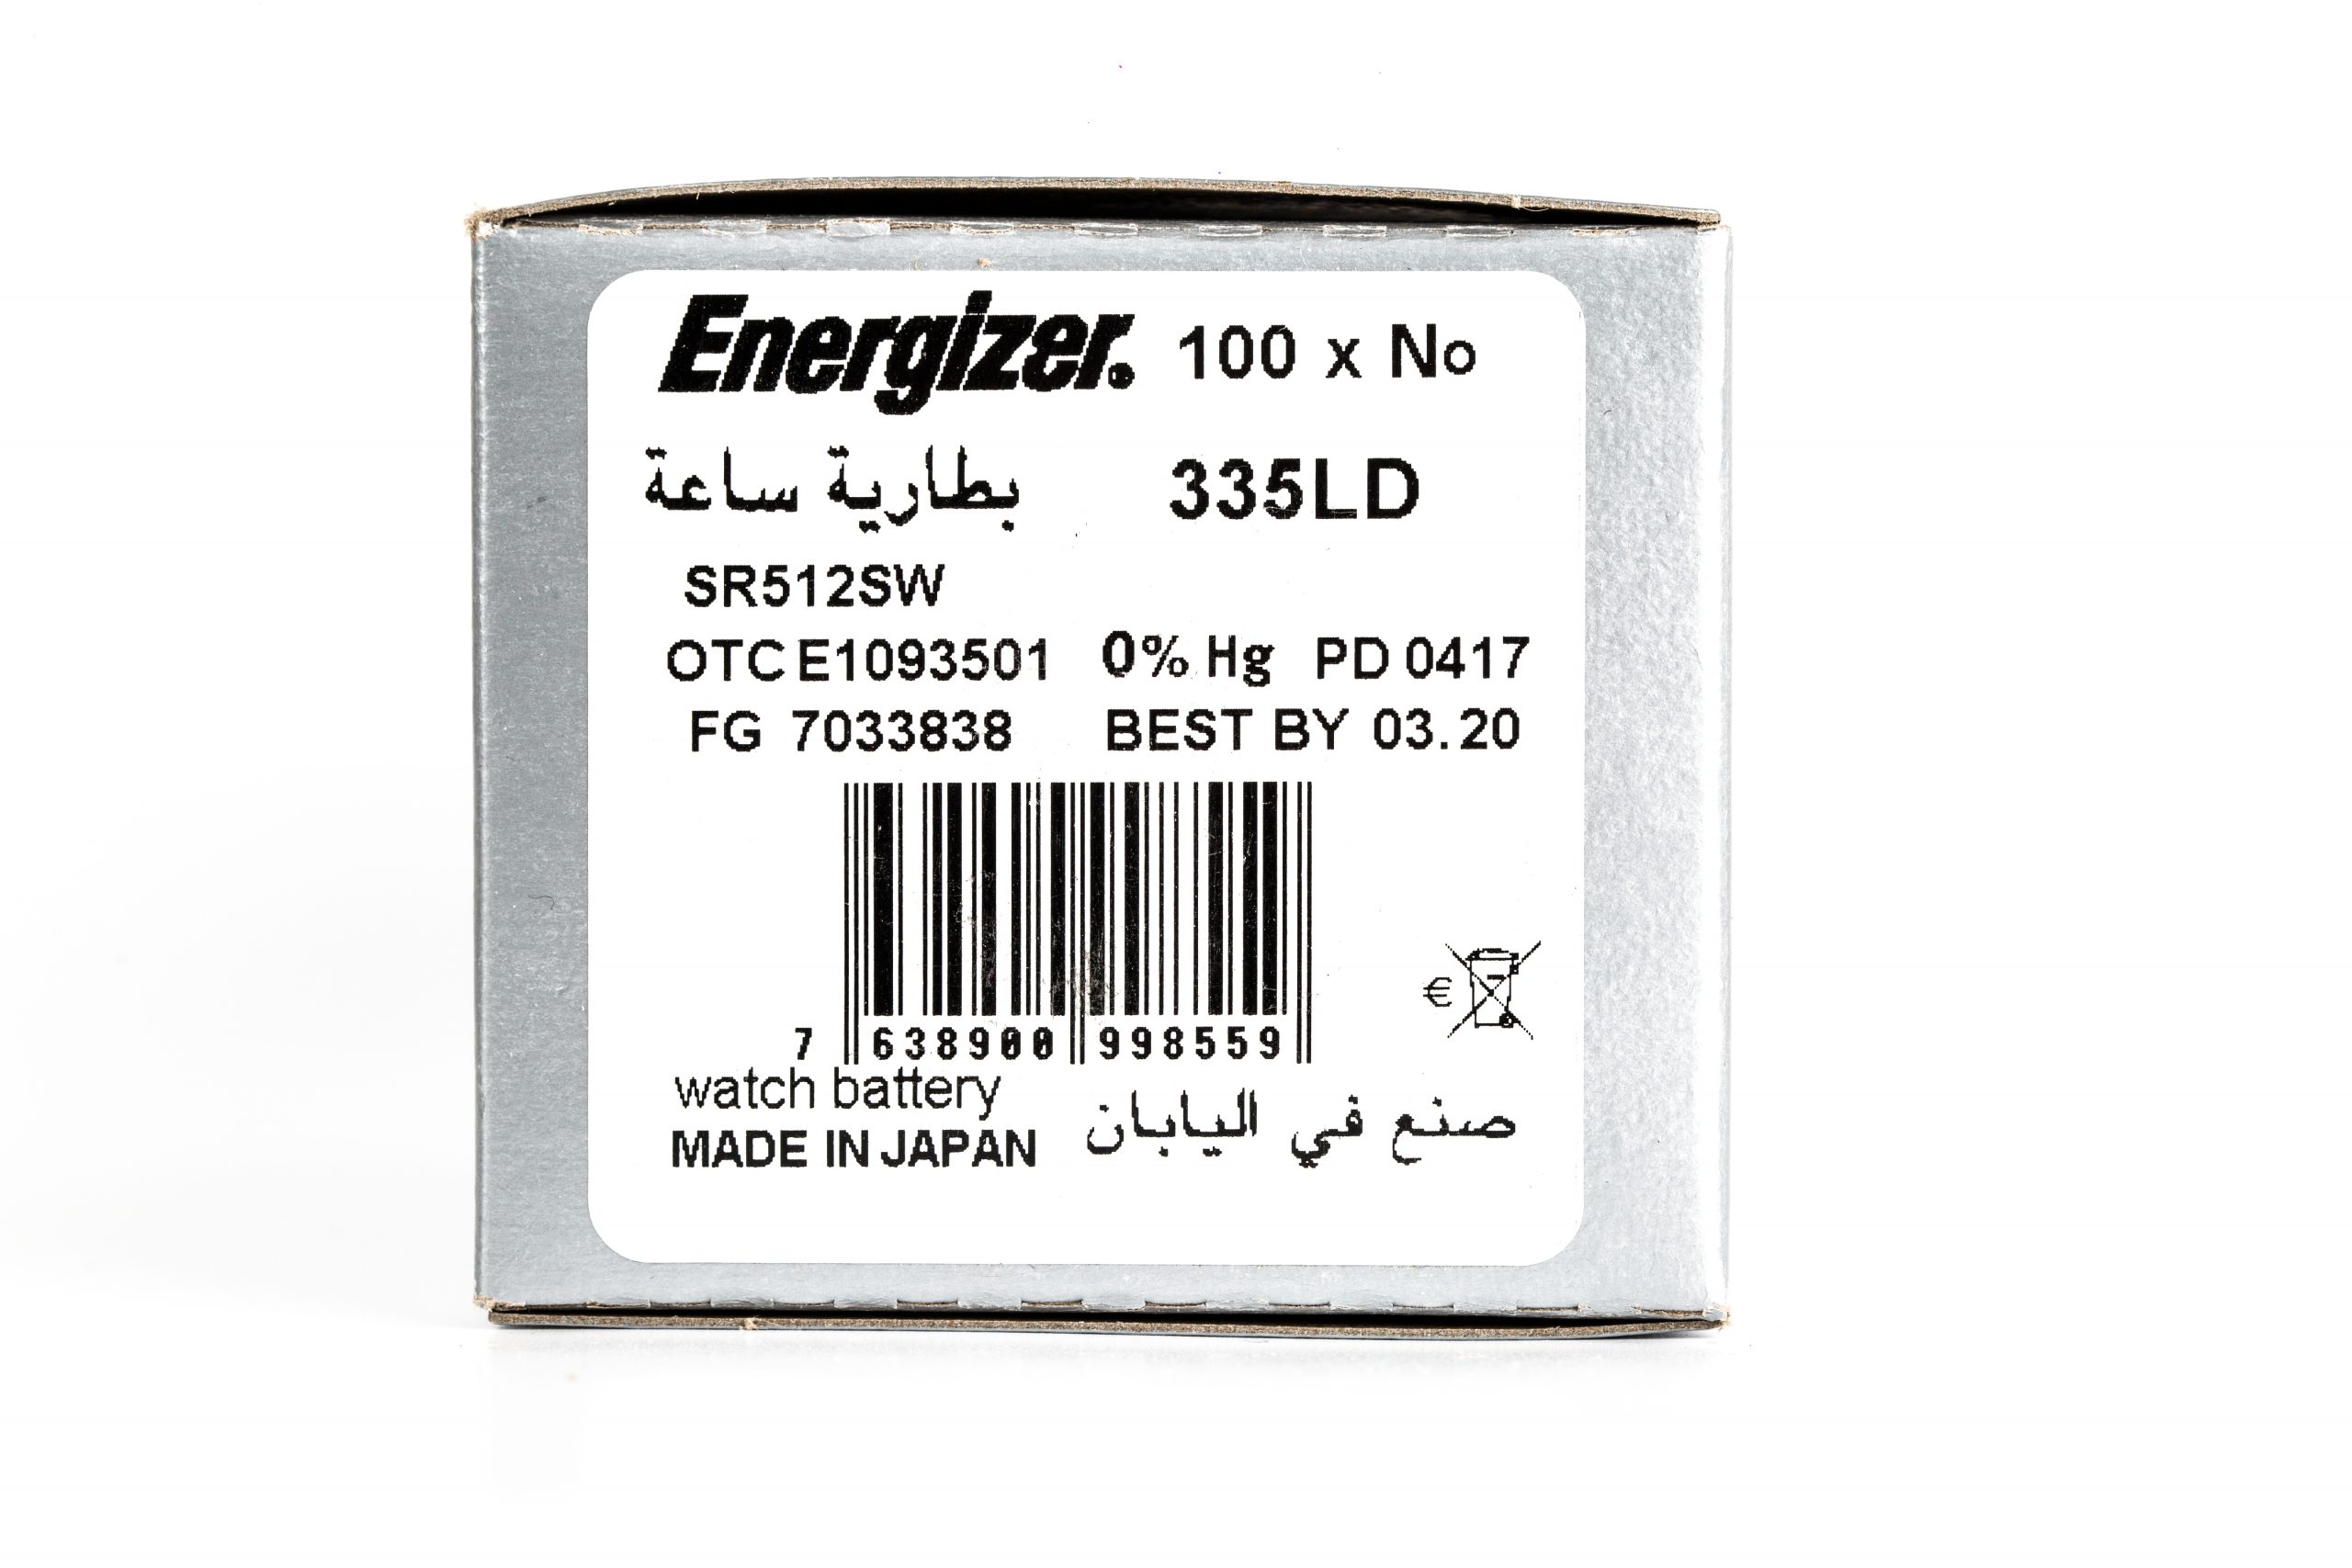 Energizer. 100 x No
بطارية ساعة 335LD
SR512SW
OTC E1093501 0% Hg PD 0417
FG 7033838 BEST BY 03.20
7 638900 998559
€
watch battery
MADE IN JAPAN صنع في اليابان